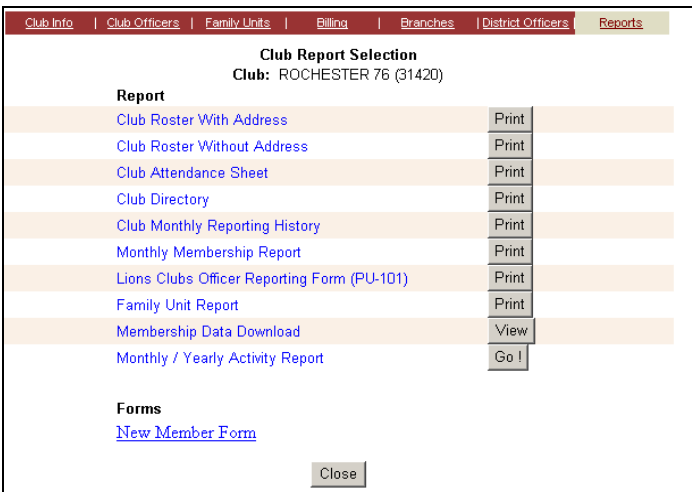 Club Info | Club Officers | Family Units | Billing | Branches | District Officers | Reports
Club Report Selection
Club: ROCHESTER 76 (31420)
Report
Club Roster With Address Print
Club Roster Without Address Print
Club Attendance Sheet Print
Club Directory Print
Club Monthly Reporting History Print
Monthly Membership Report Print
Lions Clubs Officer Reporting Form (PU-101) Print
Family Unit Report Print
Membership Data Download View
Monthly / Yearly Activity Report Go !
Forms
New Member Form
Close